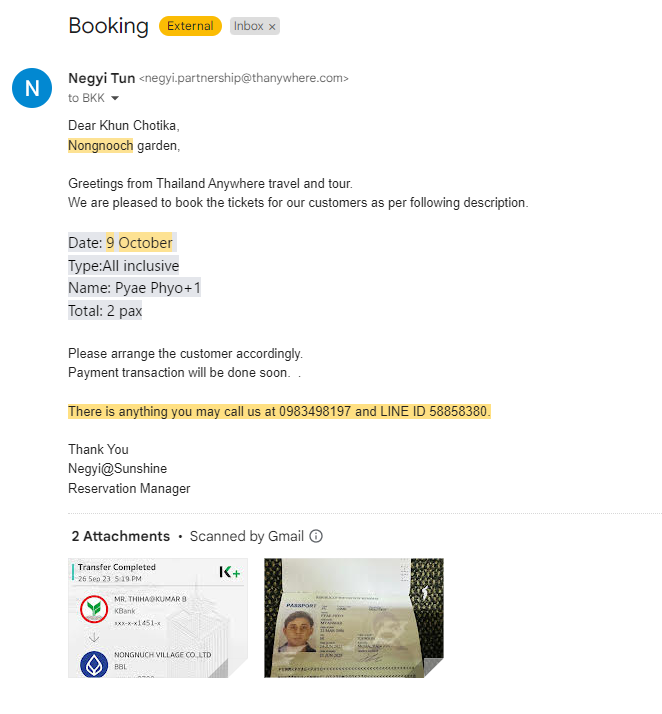 Booking External Inbox ×
N
Negyi Tun <negyi.partnership@thanywhere.com>
to BKK
Dear Khun Chotika,
Nongnooch garden,
Greetings from Thailand Anywhere travel and tour.
We are pleased to book the tickets for our customers as per following description.
Date: 9 October
Type:All inclusive
Name: Pyae Phyo+1
Total: 2 pax
Please arrange the customer accordingly.
Payment transaction will be done soon. .
There is anything you may call us at 0983498197 and LINE ID 58858380.
Thank You
Negyi@Sunshine
Reservation Manager
2 Attachments • Scanned by Gmail
Transfer Completed
26 Sep 23 5:19 PM
K+
MR. THIHA@KUMAR B
KBank
xxx-x-x1451-x
NONGNUCH VILLAGE CO.,LTD
BBL
PASSPORT